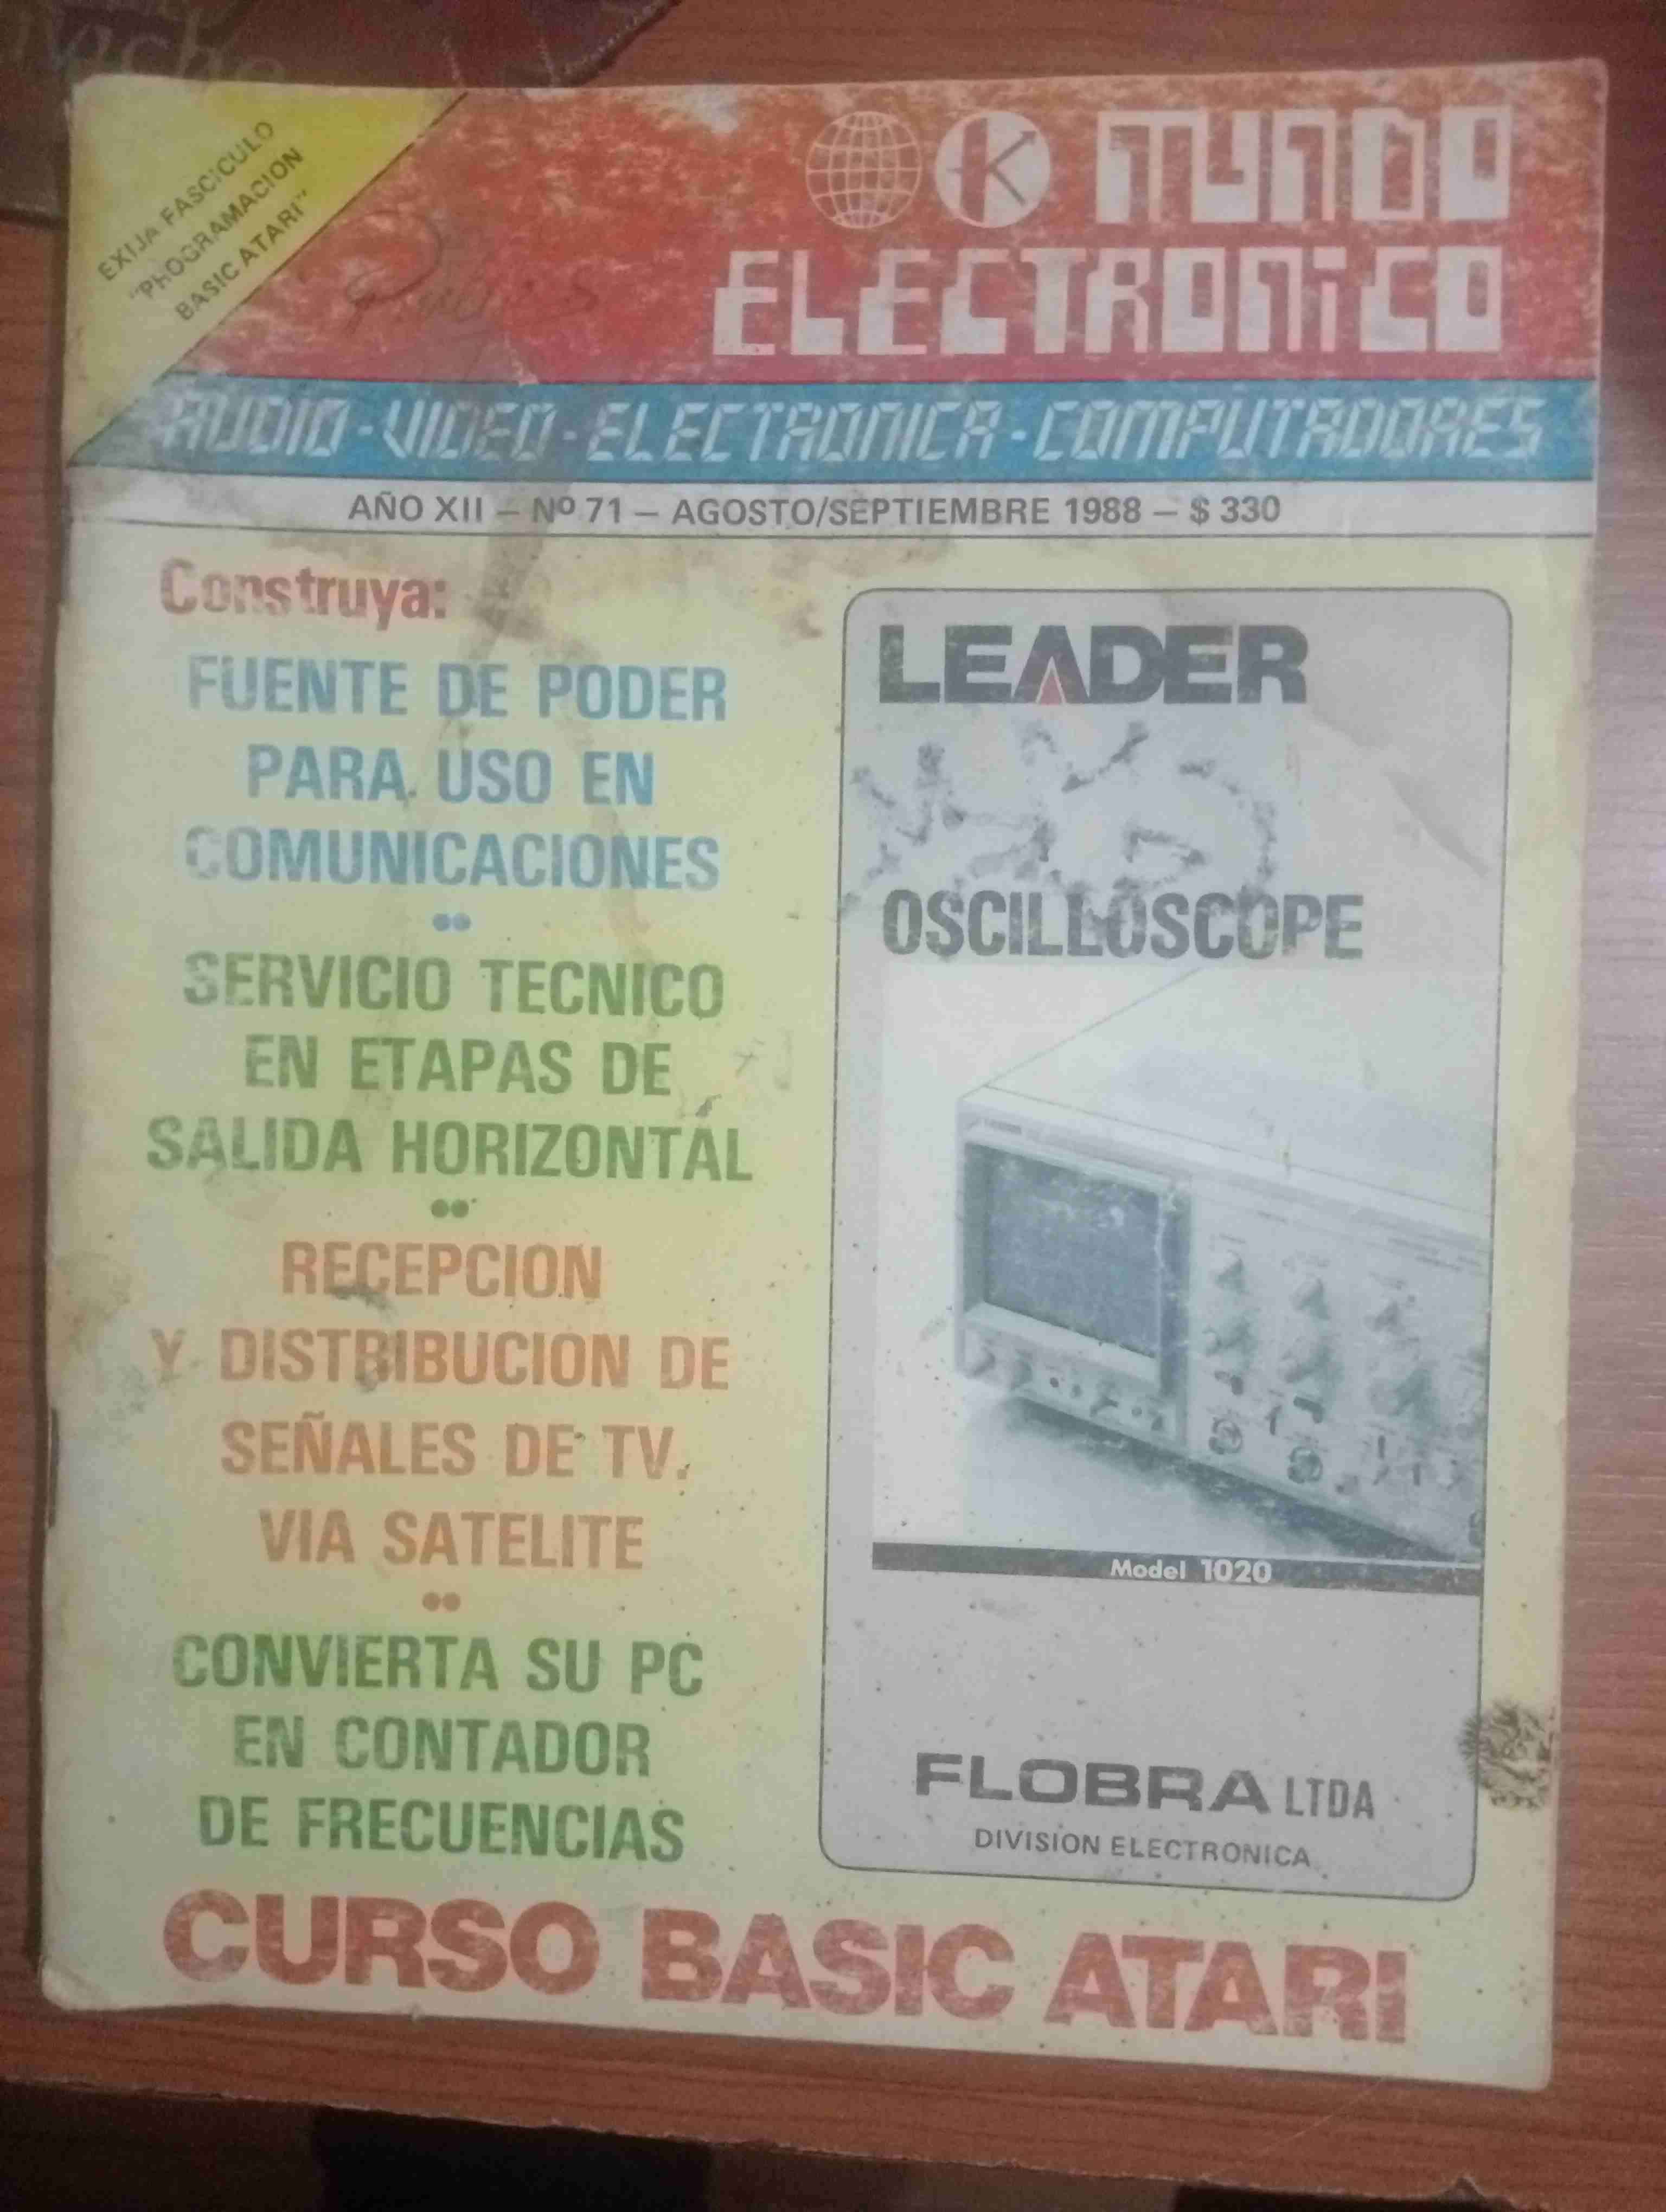 EXIJA FASCICULO
"PROGRAMACION
BASIC ATARI"
K MUNDO
ELECTRONICO
AUDIO-VIDEO-ELECTRONICA-COMPUTADORES
AÑO XII – Nº 71 – AGOSTO/SEPTIEMBRE 1988 – $ 330
Construya:
FUENTE DE PODER
PARA USO EN
COMUNICACIONES
SERVICIO TECNICO
EN ETAPAS DE
SALIDA HORIZONTAL
RECEPCION
Y DISTRIBUCION DE
SEÑALES DE TV.
VIA SATELITE
CONVIERTA SU PC
EN CONTADOR
DE FRECUENCIAS
LEADER
OSCILLOSCOPE
Model 1020
FLOBRA LTDA
DIVISION ELECTRONICA
CURSO BASIC ATARI